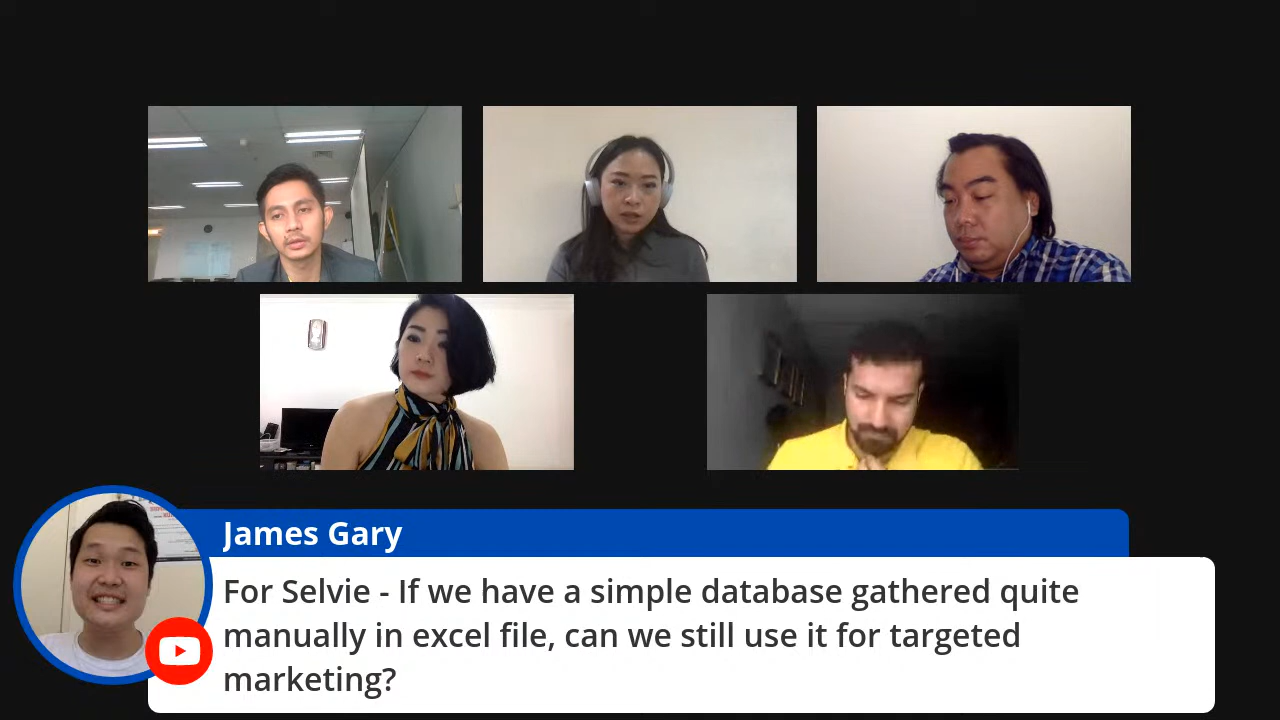 James Gary
For Selvie - If we have a simple database gathered quite
manually in excel file, can we still use it for targeted
marketing?